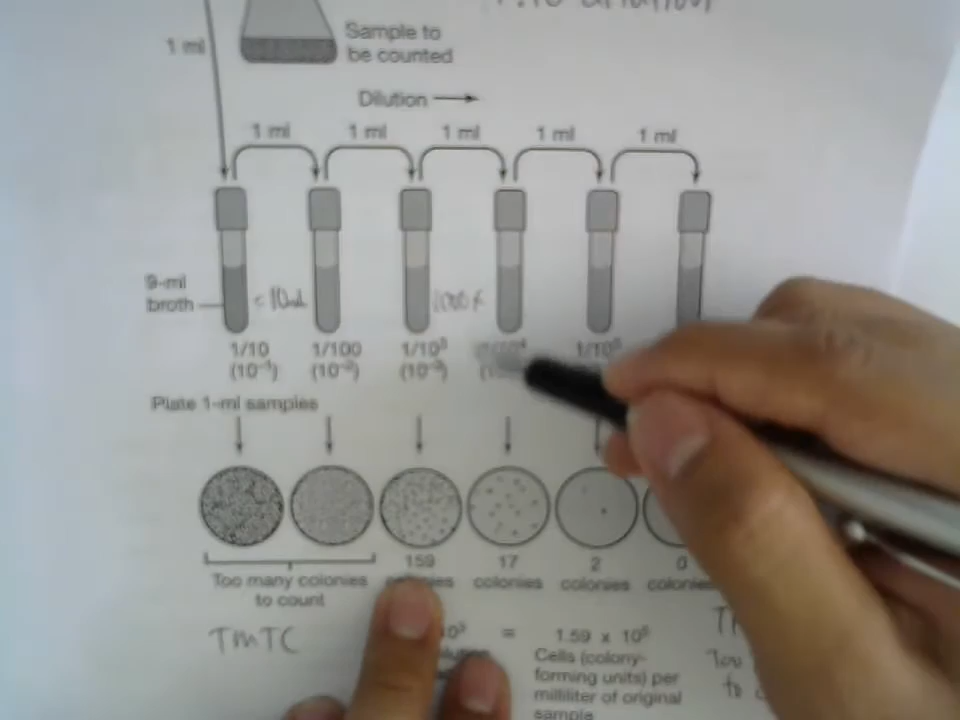 1 ml
Sample to
be counted
Dilution
1 ml 1 ml 1 ml 1 ml 1 ml
9-ml
broth
1/10 1/100 1/10³
(10⁻¹) (10⁻²) (10⁻³)
Plate 1-ml samples
159 17 2 0
colonies colonies colonies colonies
Too many colonies
to count
TMTC
= 1.59 x 10⁵
Cells (colony-
forming units) per
milliliter of original
sample